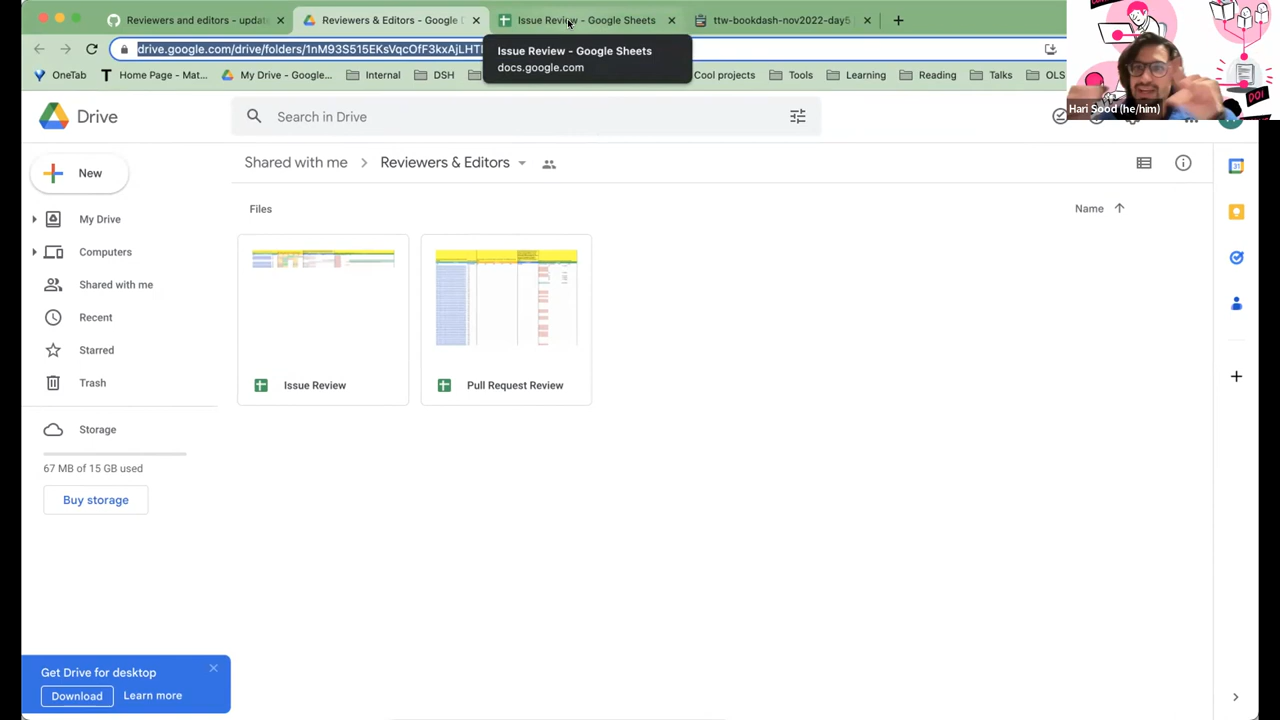 Reviewers and editors - update
Reviewers & Editors - Google D
Issue Review - Google Sheets
ttw-bookdash-nov2022-day5
drive.google.com/drive/folders/1nM93S515EKsVqcOfF3kxAjLHT
Issue Review - Google Sheets
docs.google.com
OneTab
Home Page - Mat...
My Drive - Google...
Internal
DSH
Cool projects
Tools
Learning
Reading
Talks
OLS
DOI
Hari Sood (he/him)
Drive
Search in Drive
New
Shared with me
Reviewers & Editors
31
My Drive
Files
Name
Computers
Shared with me
Recent
Starred
Trash
Issue Review
Pull Request Review
Storage
67 MB of 15 GB used
Buy storage
Get Drive for desktop
Download
Learn more